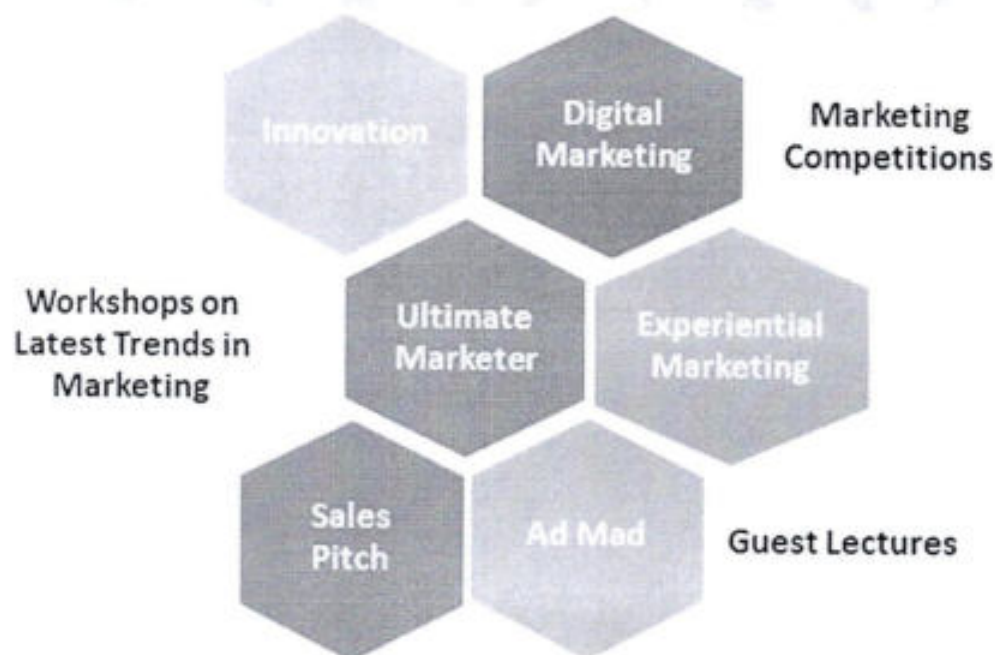 Innovation
Digital
Marketing
Marketing
Competitions
Workshops on
Latest Trends in
Marketing
Ultimate
Marketer
Experiential
Marketing
Sales
Pitch
Ad Mad
Guest Lectures